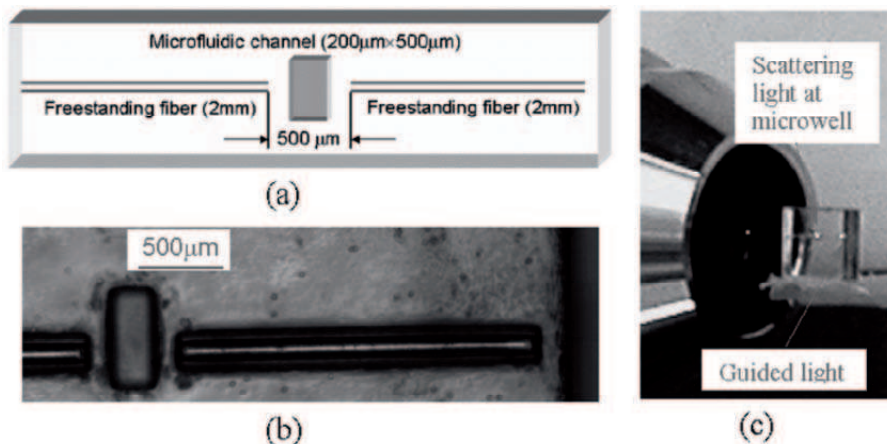 Microfluidic channel (200μm×500μm)
Freestanding fiber (2mm)
Freestanding fiber (2mm)
500 μm
(a)
500μm
(b)
Scattering
light at
microwell
Guided light
(c)